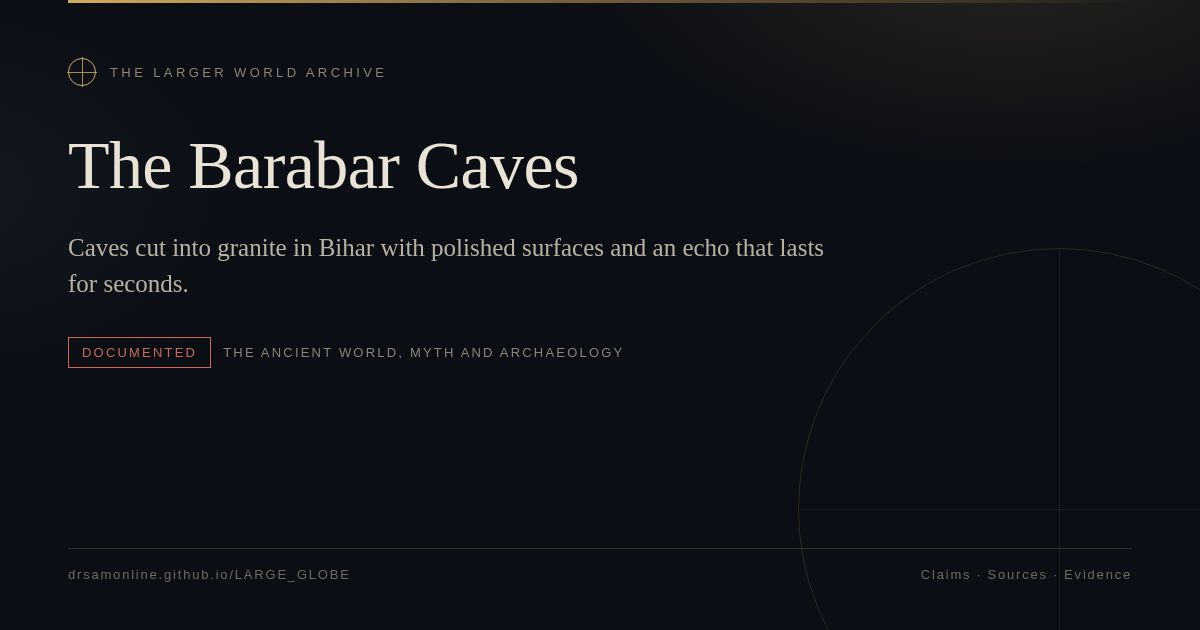 THE LARGER WORLD ARCHIVE
The Barabar Caves
Caves cut into granite in Bihar with polished surfaces and an echo that lasts
for seconds.
DOCUMENTED THE ANCIENT WORLD, MYTH AND ARCHAEOLOGY
drsamonline.github.io/LARGE_GLOBE Claims · Sources · Evidence